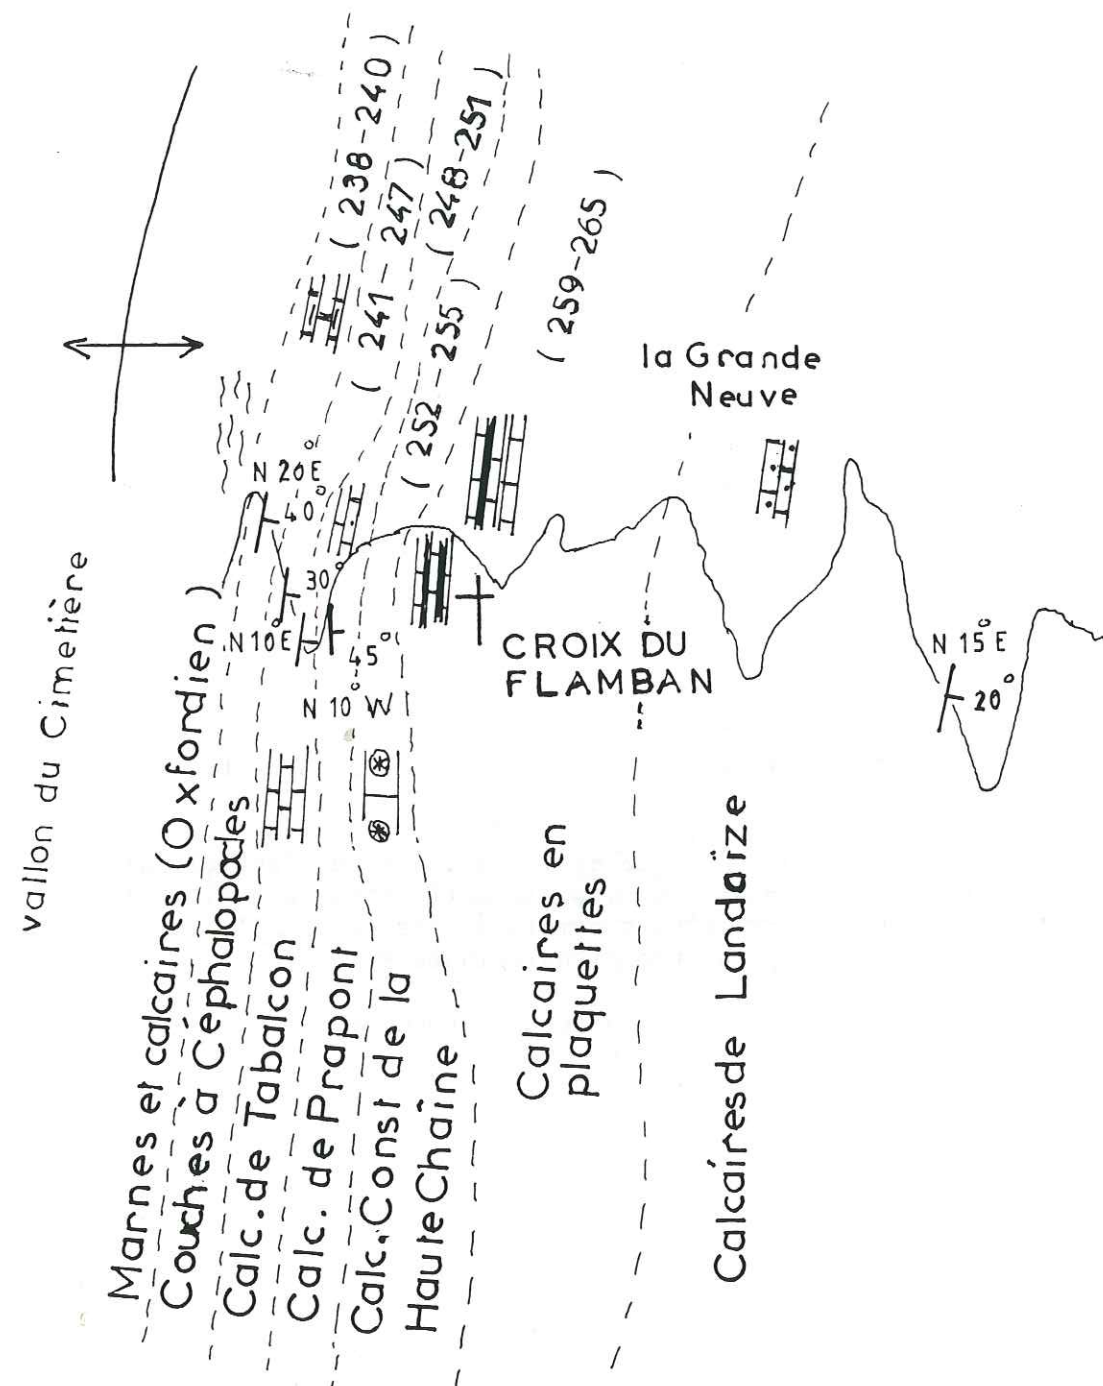 ( 238-240 )
( 241-247 )
( 248-251 )
( 252-255 )
( 259-265 )
la Grande
Neuve
N 20°E
40°
30°
N 10°E
45°
N 10°W
CROIX DU
FLAMBAN
N 15°E
20°
vallon du Cimetière
Marnes et calcaires (Oxfordien)
Couches à Céphalopodes
Calc. de Tabalcon
Calc. de Prapont
Calc. Const de la
Haute Chaîne
Calcaires en
plaquettes
Calcaires de Landaïze